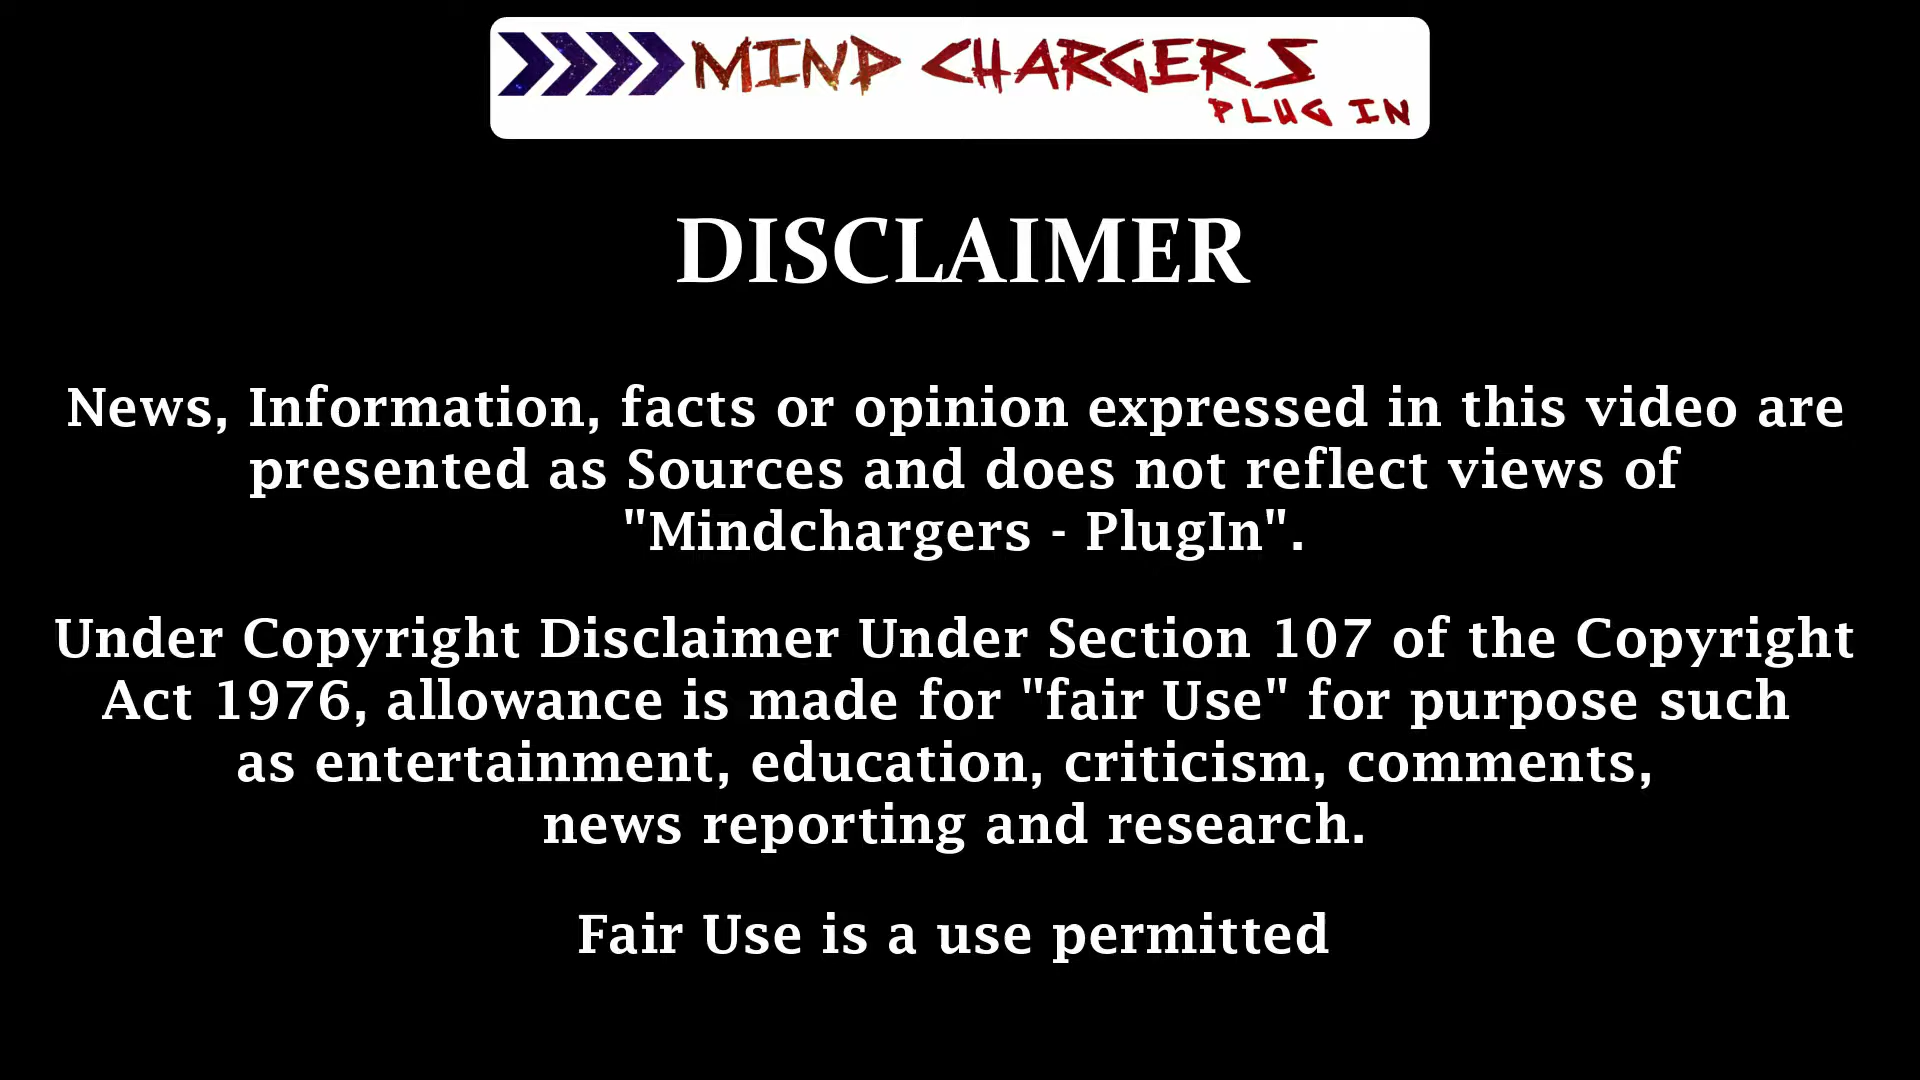 MIND CHARGERS
PLUG IN
DISCLAIMER
News, Information, facts or opinion expressed in this video are
presented as Sources and does not reflect views of
"Mindchargers - PlugIn".
Under Copyright Disclaimer Under Section 107 of the Copyright
Act 1976, allowance is made for "fair Use" for purpose such
as entertainment, education, criticism, comments,
news reporting and research.
Fair Use is a use permitted